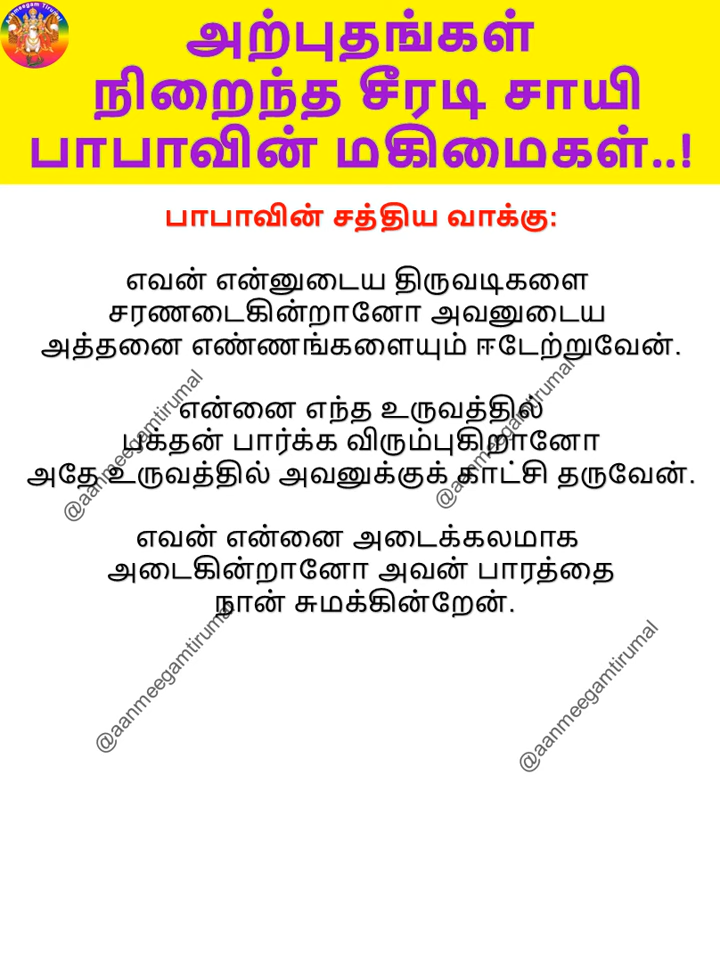 Aanmeegam Tirumal
அற்புதங்கள்
நிறைந்த சீரடி சாயி
பாபாவின் மகிமைகள்..!
பாபாவின் சத்திய வாக்கு:
எவன் என்னுடைய திருவடிகளை
சரணடைகின்றானோ அவனுடைய
அத்தனை எண்ணங்களையும் ஈடேற்றுவேன்.
என்னை எந்த உருவத்தில்
பக்தன் பார்க்க விரும்புகிறானோ
அதே உருவத்தில் அவனுக்குக் காட்சி தருவேன்.
எவன் என்னை அடைக்கலமாக
அடைகின்றானோ அவன் பாரத்தை
நான் சுமக்கின்றேன்.
@aanmeegamtirumal
@aanmeegamtirumal
@aanmeegamtirumal
@aanmeegamtirumal